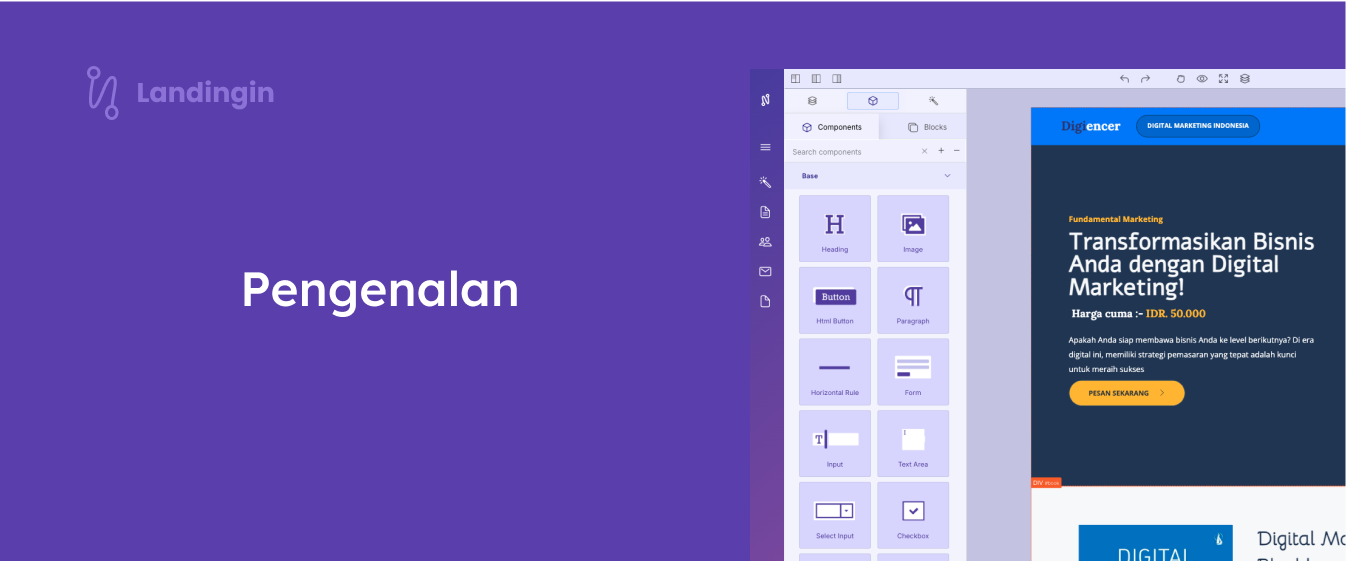 Landingin
Pengenalan
Components
Blocks
Search components
Base
H
Heading
Image
Button
Html Button
Paragraph
Horizontal Rule
Form
T
Input
Text Area
Select Input
Checkbox
Digiencer
DIGITAL MARKETING INDONESIA
Fundamental Marketing
Transformasikan Bisnis
Anda dengan Digital
Marketing!
Harga cuma :- IDR. 50.000
Apakah Anda siap membawa bisnis Anda ke level berikutnya? Di era
digital ini, memiliki strategi pemasaran yang tepat adalah kunci
untuk meraih sukses
PESAN SEKARANG
DIV
DIGITAL
Digital Ma